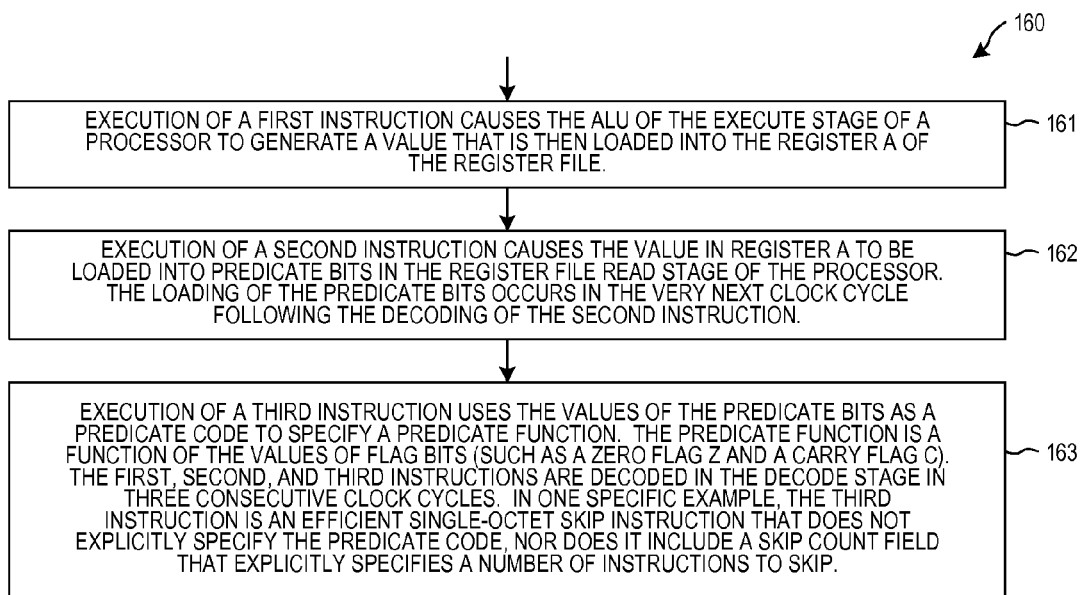 160
EXECUTION OF A FIRST INSTRUCTION CAUSES THE ALU OF THE EXECUTE STAGE OF A
PROCESSOR TO GENERATE A VALUE THAT IS THEN LOADED INTO THE REGISTER A OF
THE REGISTER FILE.
161
EXECUTION OF A SECOND INSTRUCTION CAUSES THE VALUE IN REGISTER A TO BE
LOADED INTO PREDICATE BITS IN THE REGISTER FILE READ STAGE OF THE PROCESSOR.
THE LOADING OF THE PREDICATE BITS OCCURS IN THE VERY NEXT CLOCK CYCLE
FOLLOWING THE DECODING OF THE SECOND INSTRUCTION.
162
EXECUTION OF A THIRD INSTRUCTION USES THE VALUES OF THE PREDICATE BITS AS A
PREDICATE CODE TO SPECIFY A PREDICATE FUNCTION. THE PREDICATE FUNCTION IS A
FUNCTION OF THE VALUES OF FLAG BITS (SUCH AS A ZERO FLAG Z AND A CARRY FLAG C).
THE FIRST, SECOND, AND THIRD INSTRUCTIONS ARE DECODED IN THE DECODE STAGE IN
THREE CONSECUTIVE CLOCK CYCLES. IN ONE SPECIFIC EXAMPLE, THE THIRD
INSTRUCTION IS AN EFFICIENT SINGLE-OCTET SKIP INSTRUCTION THAT DOES NOT
EXPLICITLY SPECIFY THE PREDICATE CODE, NOR DOES IT INCLUDE A SKIP COUNT FIELD
THAT EXPLICITLY SPECIFIES A NUMBER OF INSTRUCTIONS TO SKIP.
163